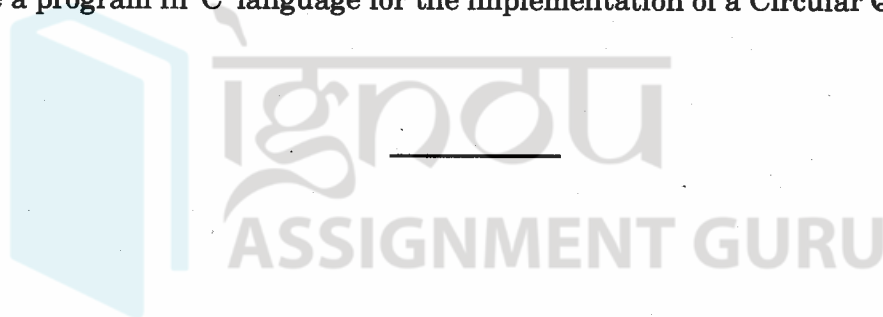 a program in 'C' language for the implementation of a Circular
ignou
ASSIGNMENT GURU